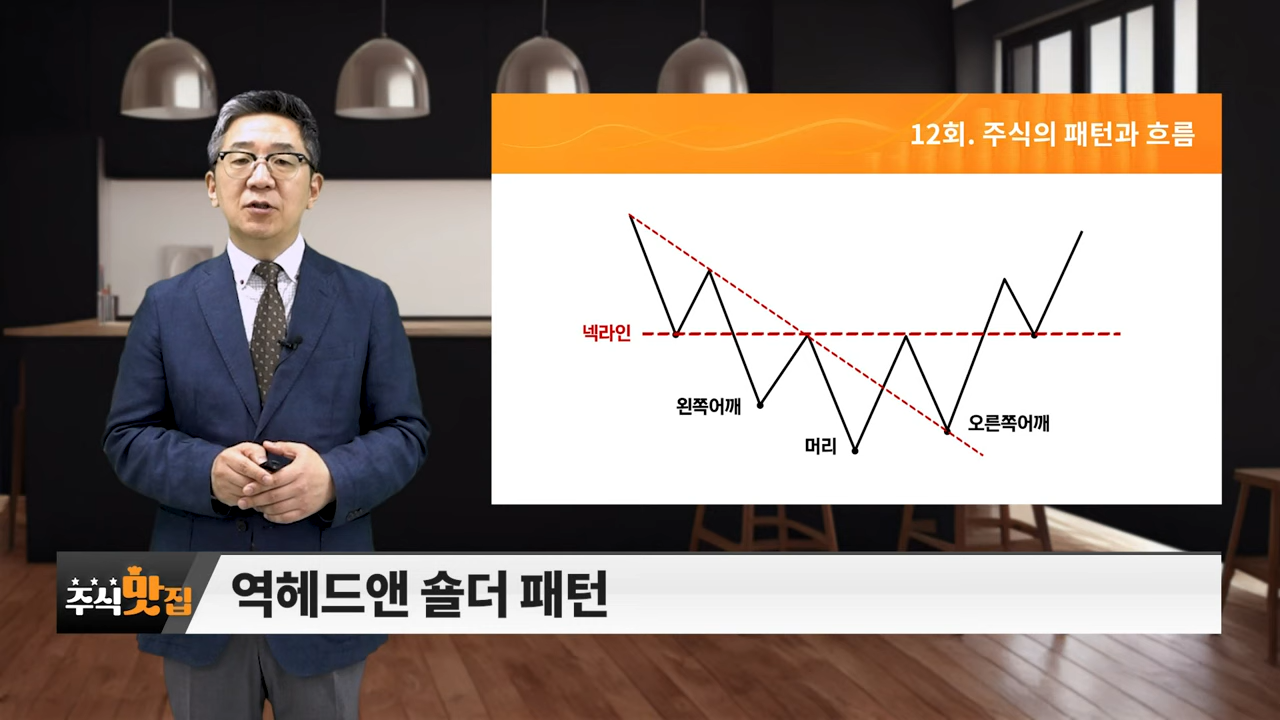 12회. 주식의 패턴과 흐름
넥라인
왼쪽어깨
머리
오른쪽어깨
주식맛집
역헤드앤 숄더 패턴